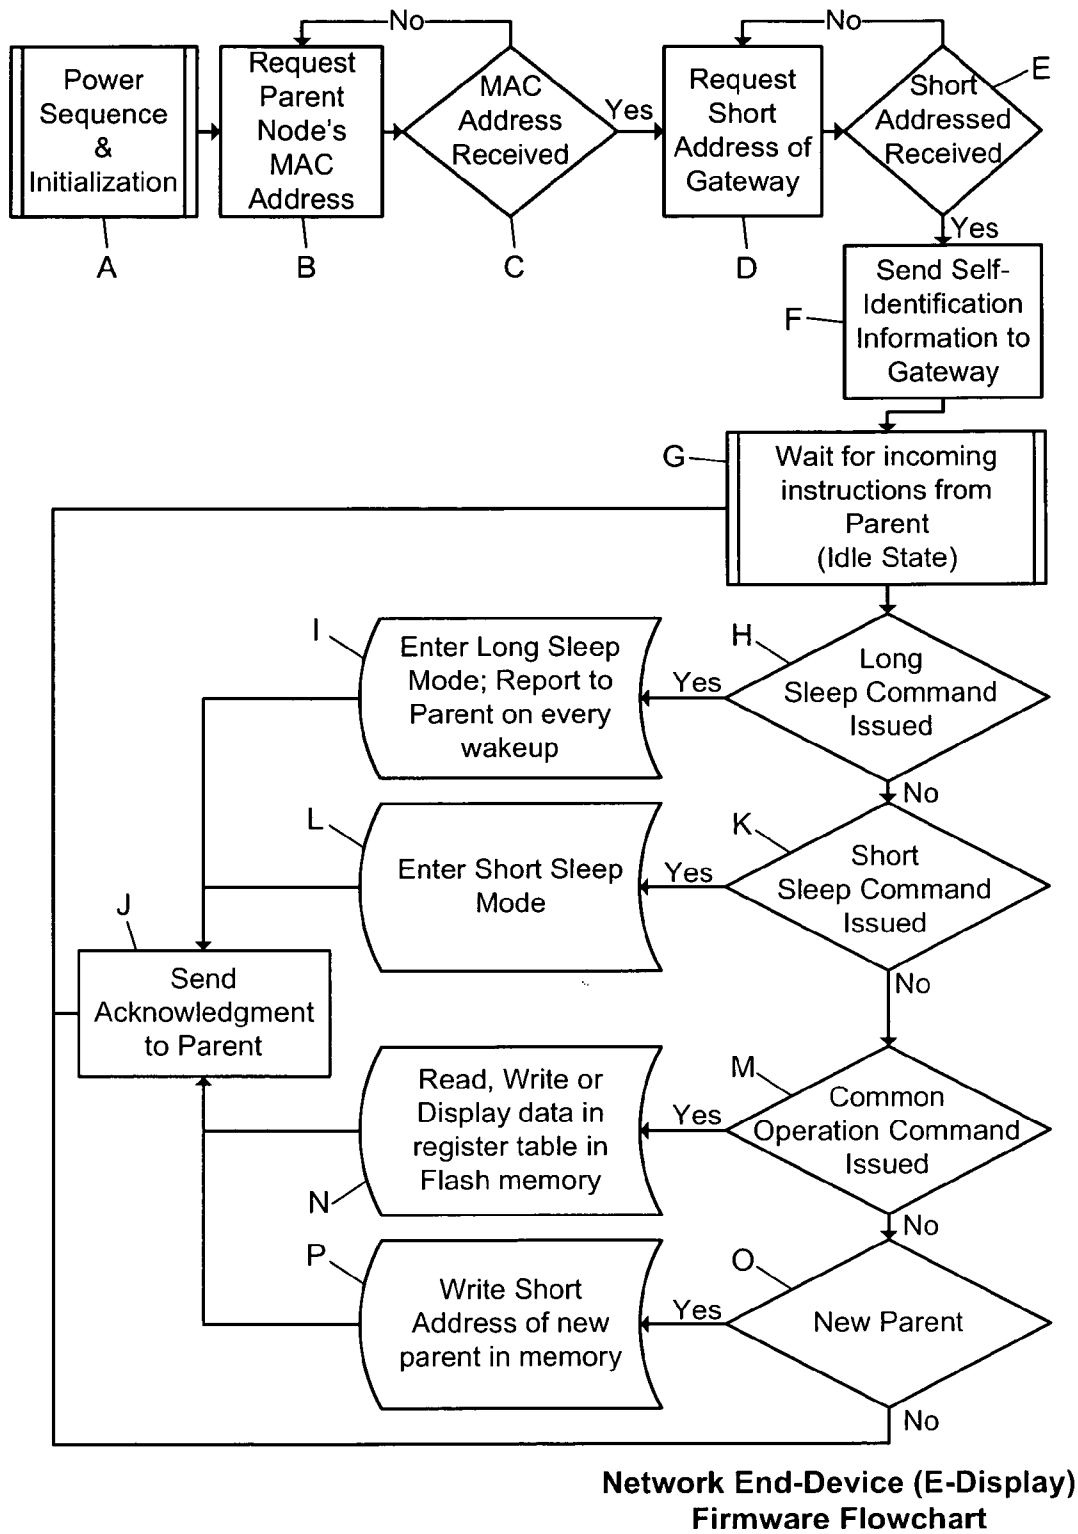 No
No
Power
Sequence
&
Initialization
Request
Parent
Node's
MAC
Address
MAC
Address
Received
Yes
Request
Short
Address of
Gateway
Short
Addressed
Received
E
A
B
C
D
Yes
Send Self-
Identification
Information to
Gateway
F
G
Wait for incoming
instructions from
Parent
(Idle State)
I
Enter Long Sleep
Mode; Report to
Parent on every
wakeup
Yes
H
Long
Sleep Command
Issued
No
L
Enter Short Sleep
Mode
Yes
K
Short
Sleep Command
Issued
No
J
Send
Acknowledgment
to Parent
Read, Write or
Display data in
register table in
Flash memory
N
Yes
M
Common
Operation Command
Issued
No
P
Write Short
Address of new
parent in memory
Yes
O
New Parent
No
Network End-Device (E-Display)
Firmware Flowchart